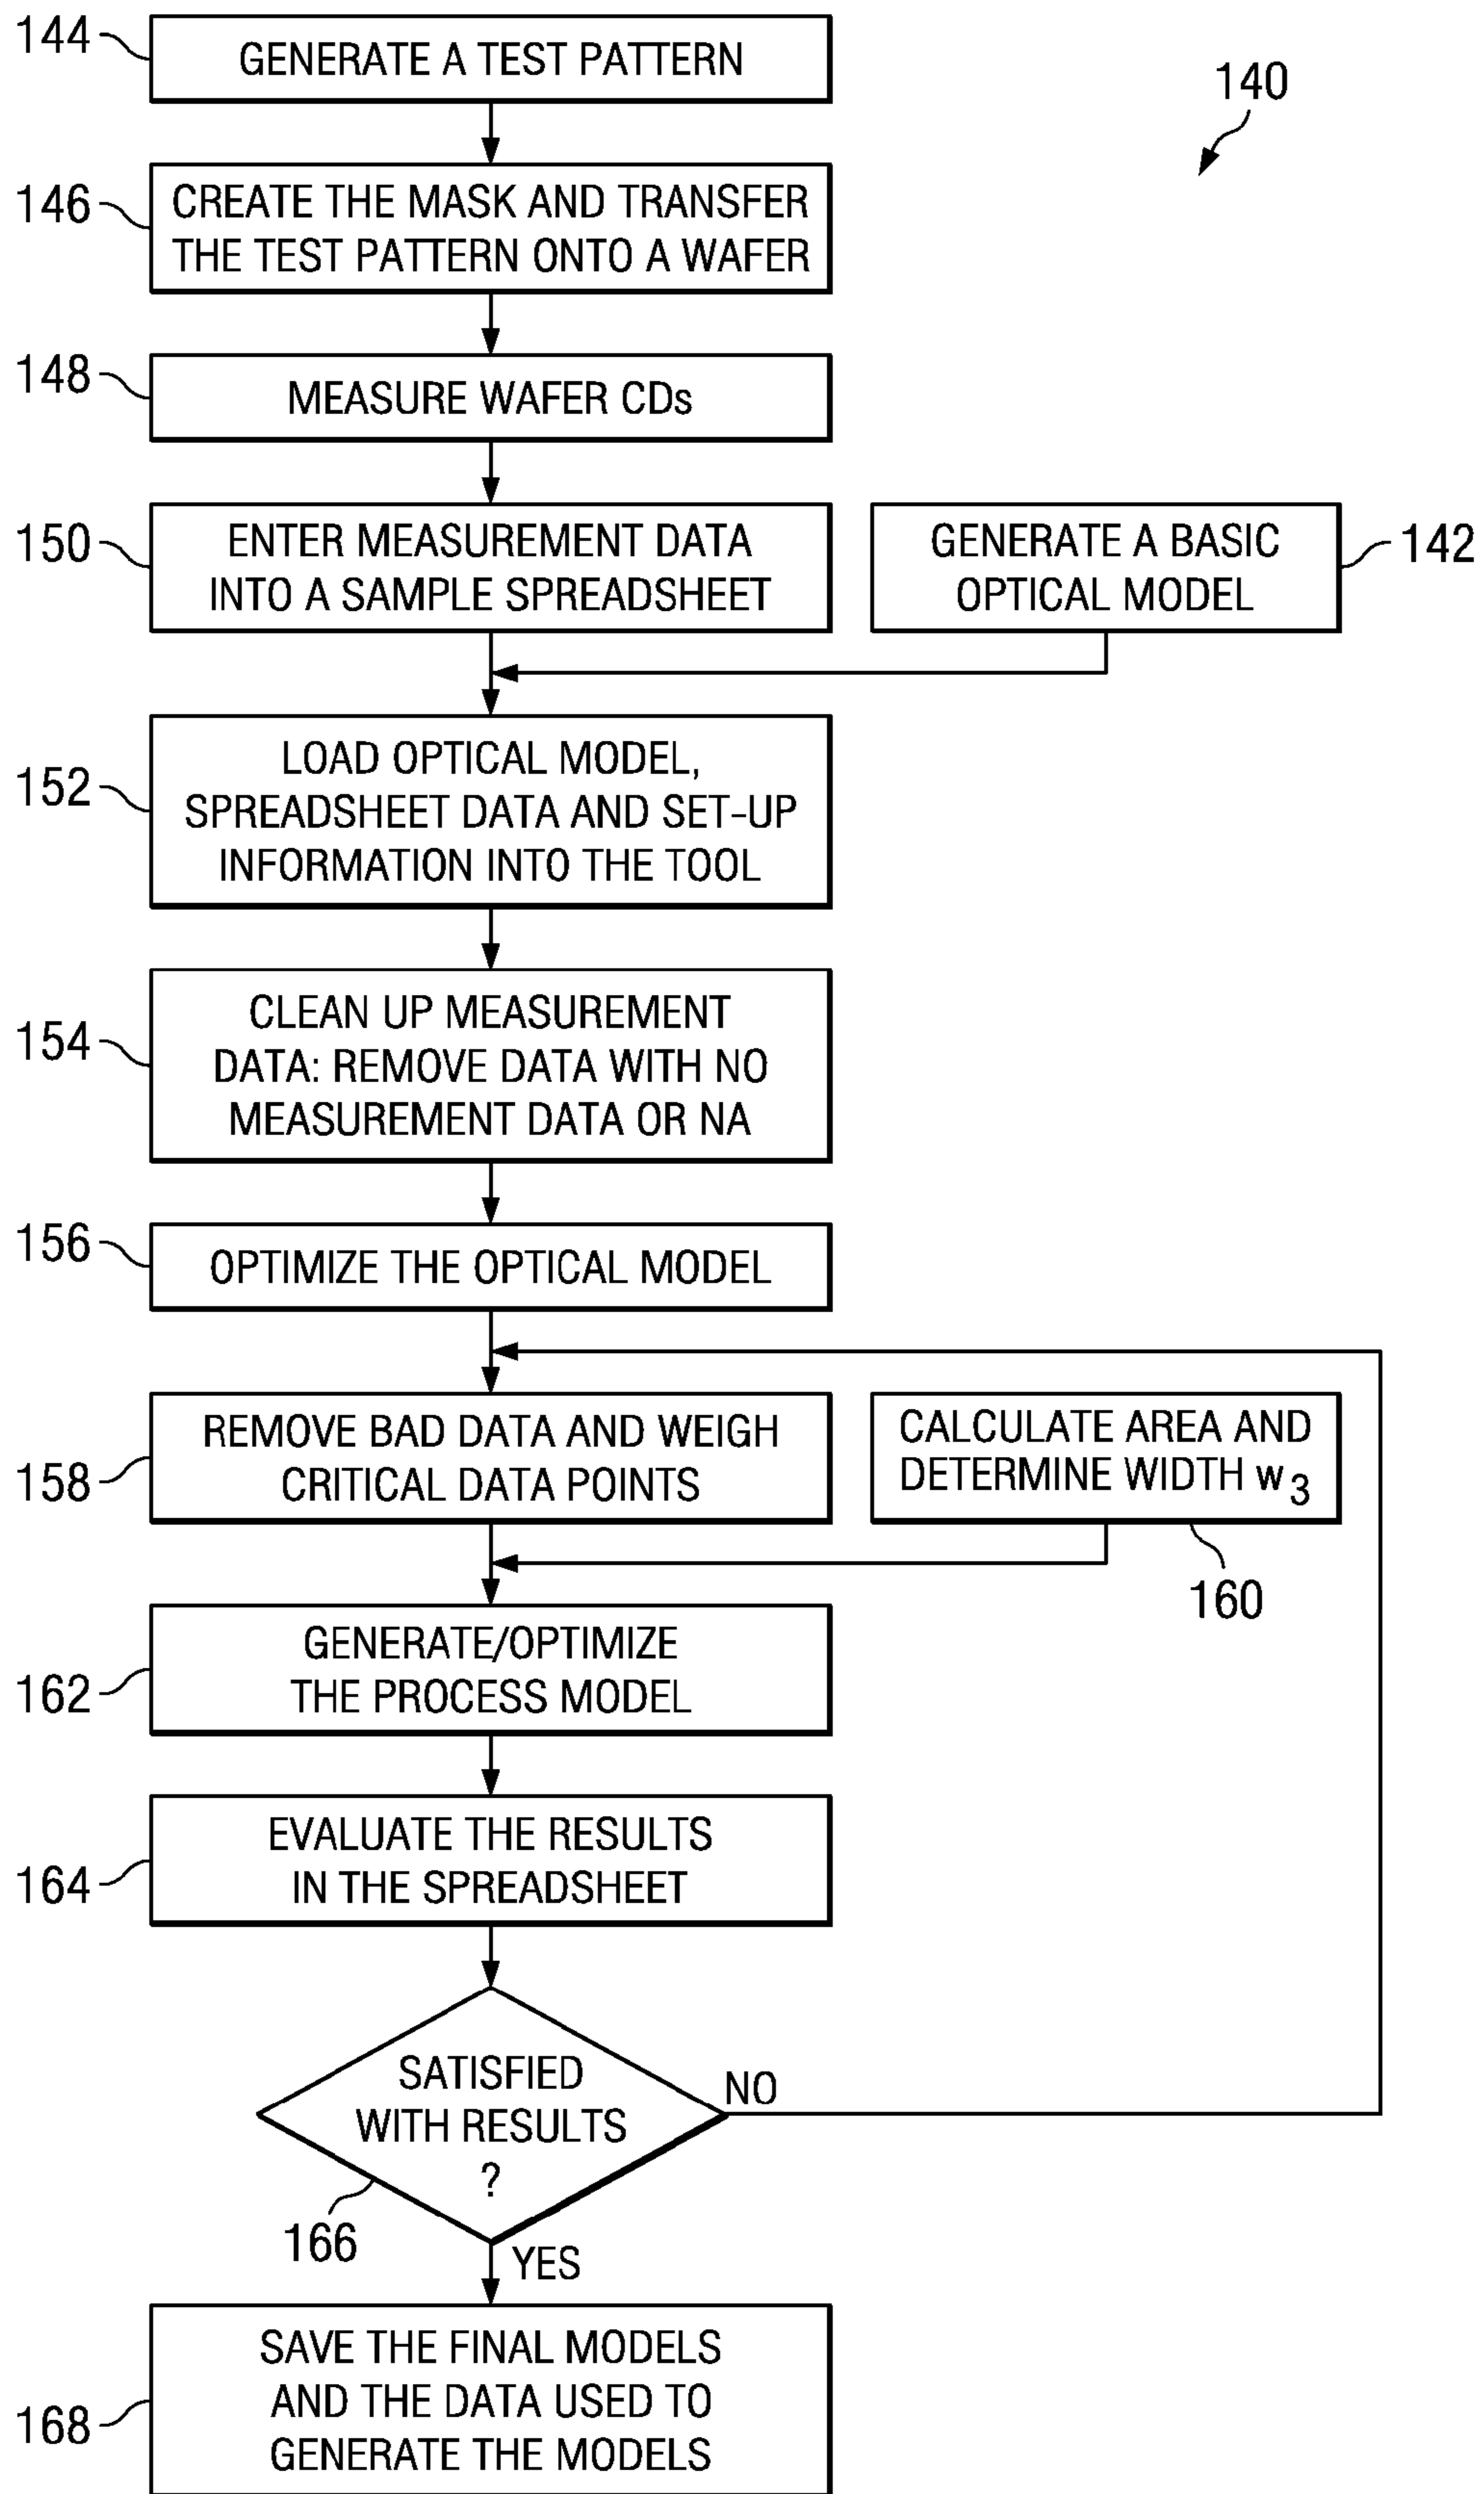 144
GENERATE A TEST PATTERN
140
146
CREATE THE MASK AND TRANSFER
THE TEST PATTERN ONTO A WAFER
148
MEASURE WAFER CDs
150
ENTER MEASUREMENT DATA
INTO A SAMPLE SPREADSHEET
GENERATE A BASIC
OPTICAL MODEL
142
152
LOAD OPTICAL MODEL,
SPREADSHEET DATA AND SET-UP
INFORMATION INTO THE TOOL
154
CLEAN UP MEASUREMENT
DATA: REMOVE DATA WITH NO
MEASUREMENT DATA OR NA
156
OPTIMIZE THE OPTICAL MODEL
158
REMOVE BAD DATA AND WEIGH
CRITICAL DATA POINTS
CALCULATE AREA AND
DETERMINE WIDTH w3
160
162
GENERATE/OPTIMIZE
THE PROCESS MODEL
164
EVALUATE THE RESULTS
IN THE SPREADSHEET
SATISFIED
WITH RESULTS
?
NO
166
YES
168
SAVE THE FINAL MODELS
AND THE DATA USED TO
GENERATE THE MODELS